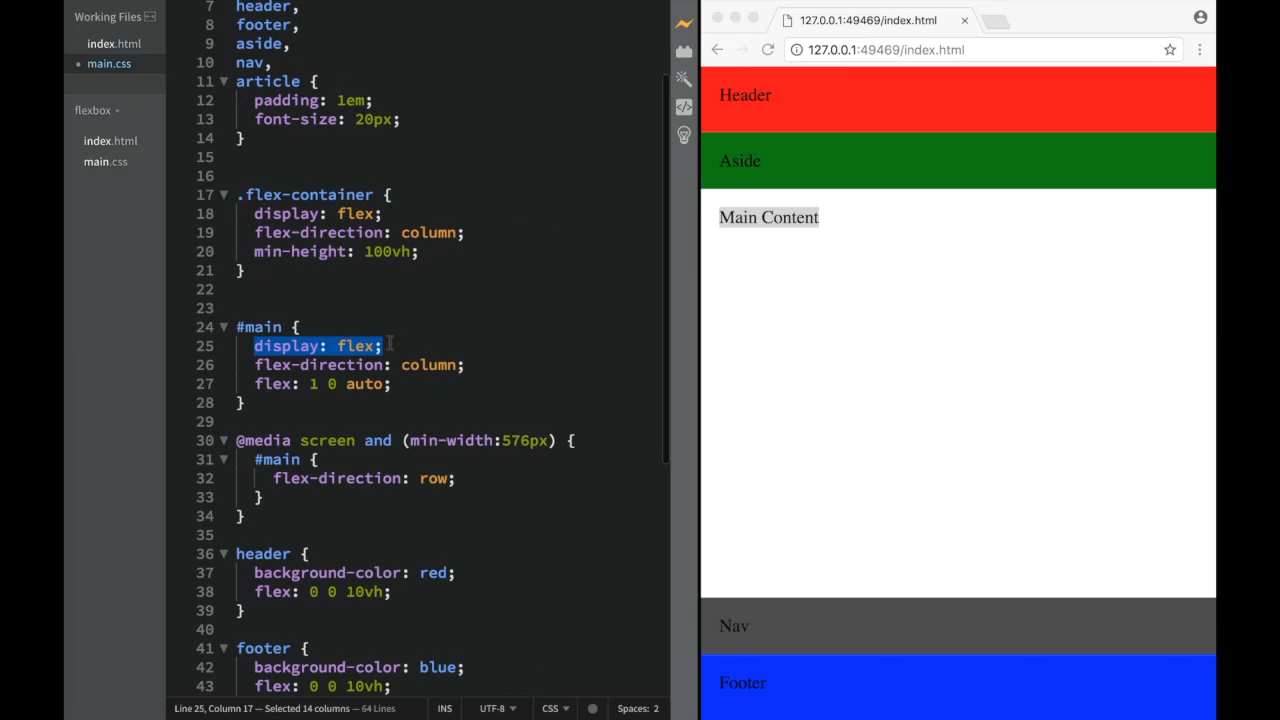 Working Files
index.html
main.css
flexbox
index.html
main.css
7 header,
8 footer,
9 aside,
10 nav,
11 article {
12 padding: 1em;
13 font-size: 20px;
14 }
15
16
17 .flex-container {
18 display: flex;
19 flex-direction: column;
20 min-height: 100vh;
21 }
22
23
24 #main {
25 display: flex;
26 flex-direction: column;
27 flex: 1 0 auto;
28 }
29
30 @media screen and (min-width:576px) {
31 #main {
32 flex-direction: row;
33 }
34 }
35
36 header {
37 background-color: red;
38 flex: 0 0 10vh;
39 }
40
41 footer {
42 background-color: blue;
43 flex: 0 0 10vh;
Line 25, Column 17 — Selected 14 columns — 64 Lines
INS
UTF-8
CSS
Spaces: 2
127.0.0.1:49469/index.html
127.0.0.1:49469/index.html
Header
Aside
Main Content
Nav
Footer